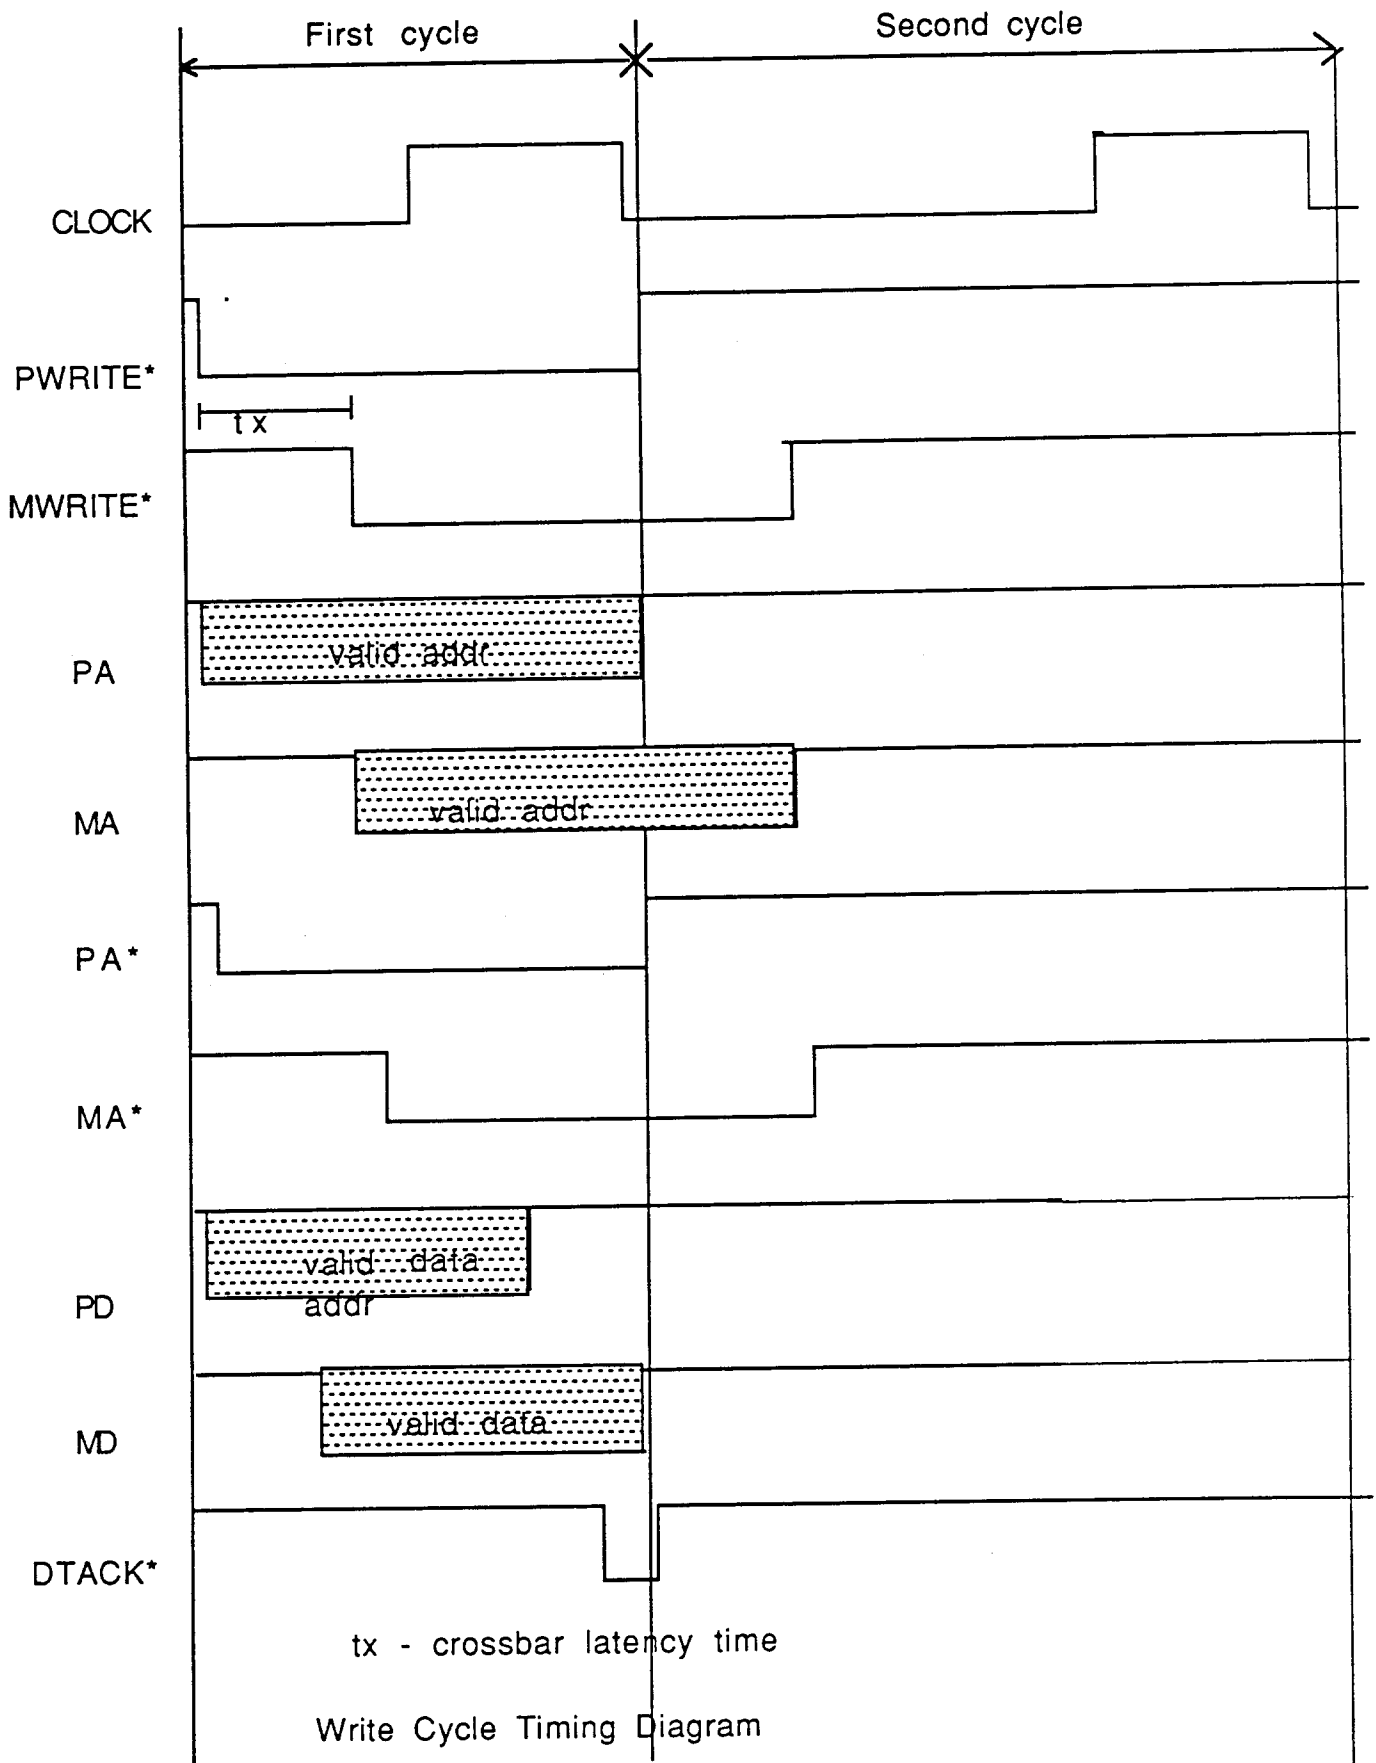 First cycle
Second cycle
CLOCK
PWRITE*
tx
MWRITE*
PA
valid addr
MA
valid addr
PA*
MA*
PD
valid data
addr
MD
valid data
DTACK*
tx - crossbar latency time
Write Cycle Timing Diagram